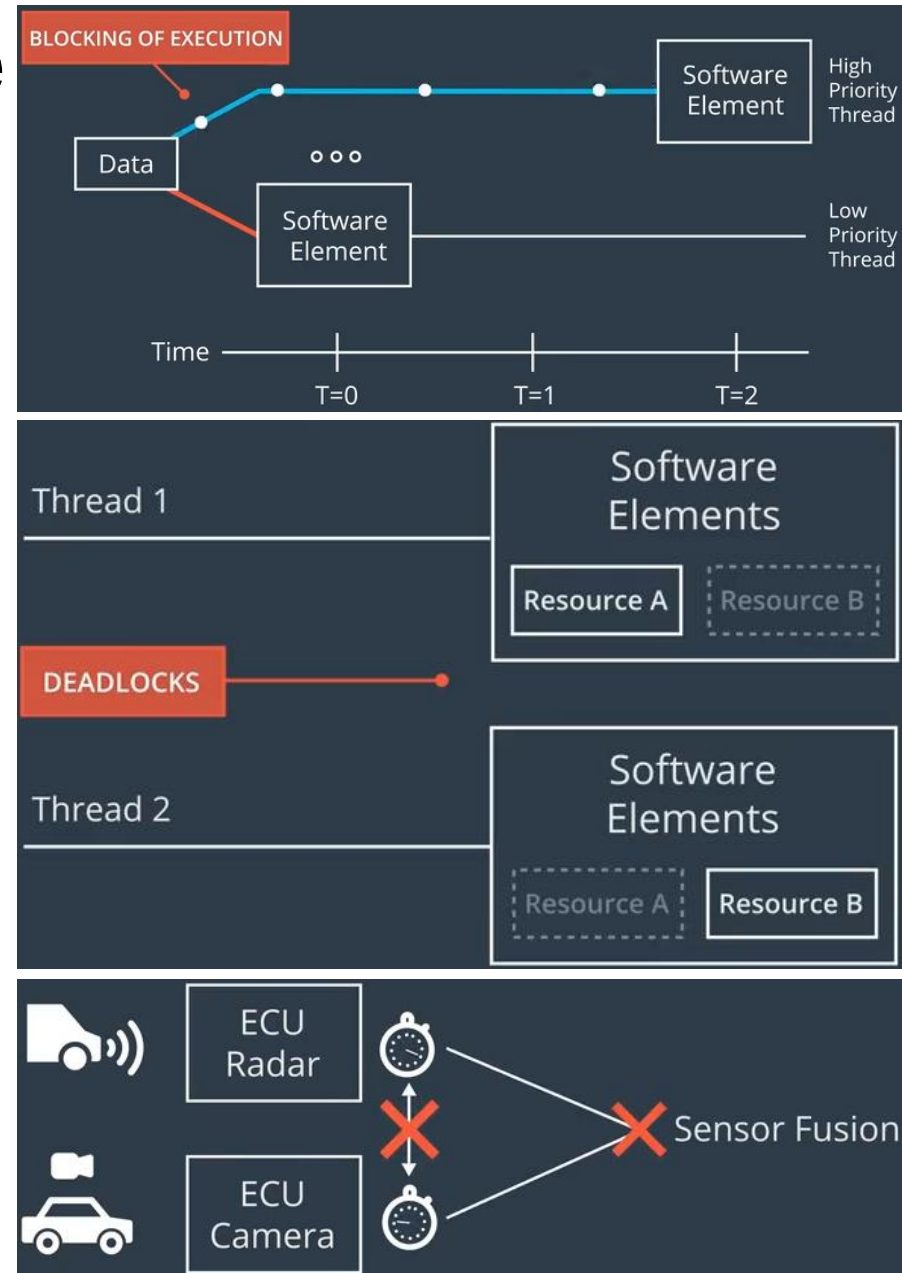 e
BLOCKING OF EXECUTION
Data
Software
Element
High
Priority
Thread
Software
Element
Low
Priority
Thread
Time
T=0 T=1 T=2
Thread 1
Software
Elements
Resource A Resource B
DEADLOCKS
Thread 2
Software
Elements
Resource A Resource B
ECU
Radar
Sensor Fusion
ECU
Camera